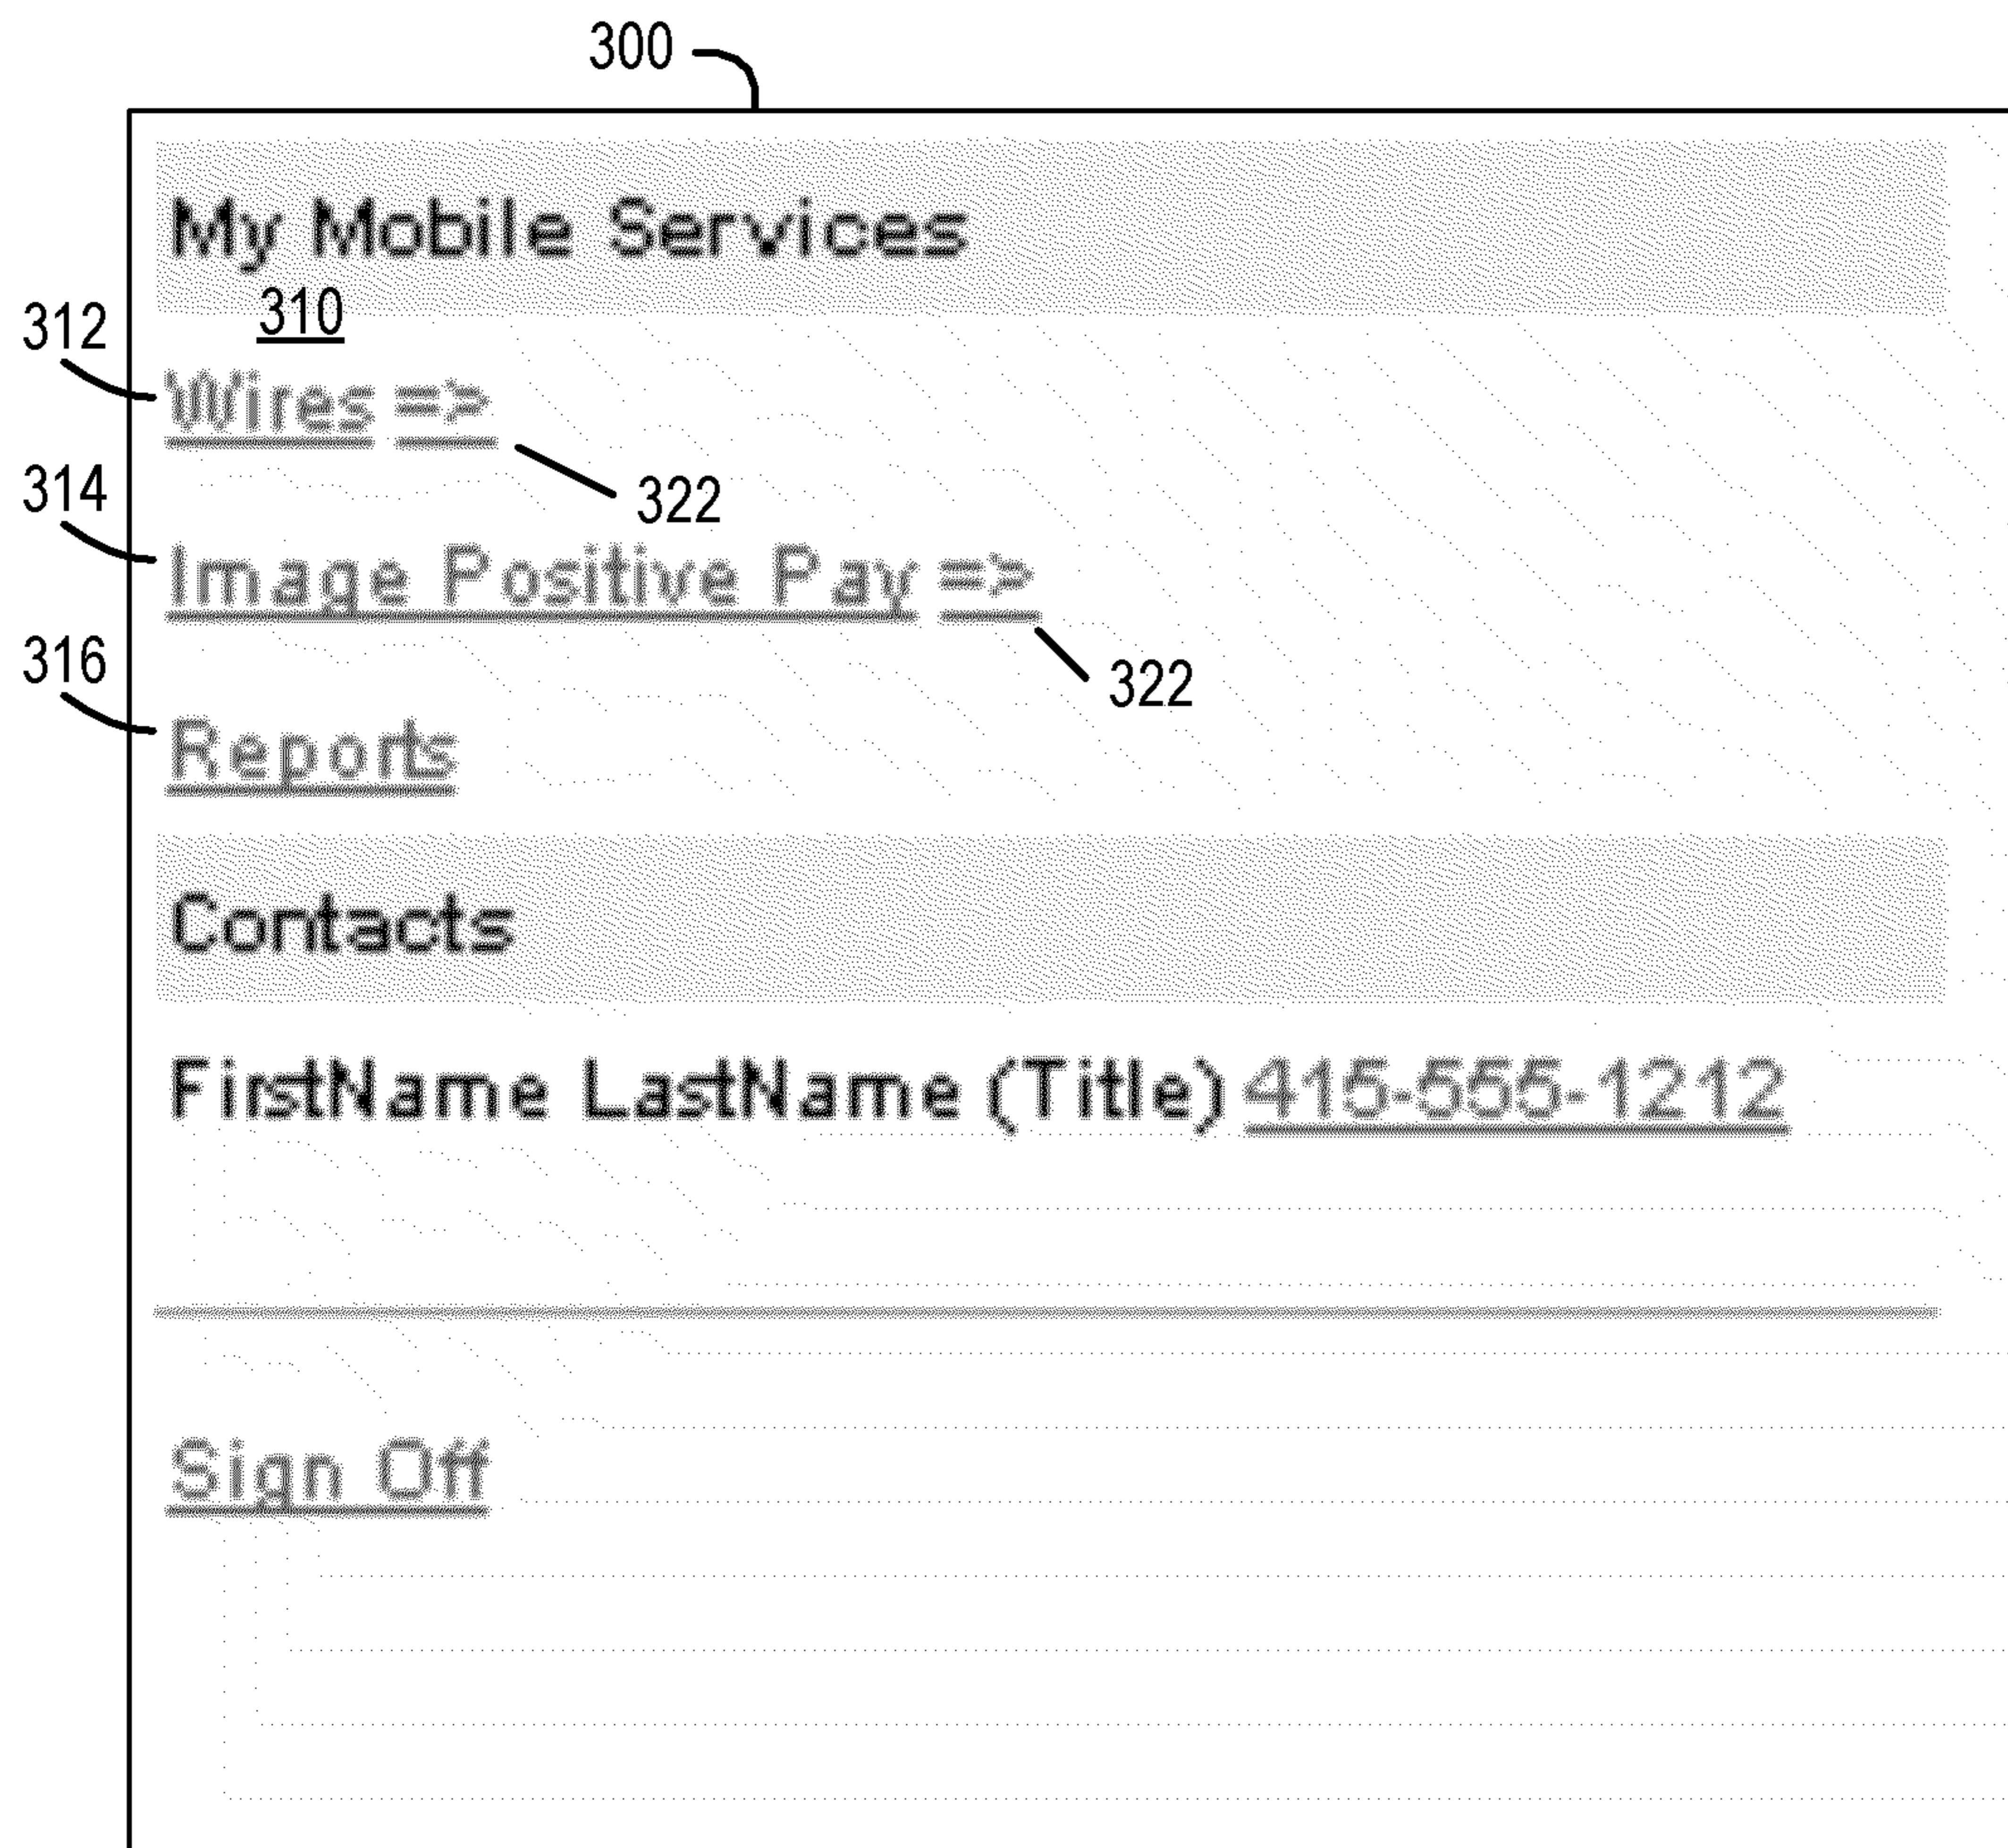 300
My Mobile Services
310
312
Wires =>
322
314
Image Positive Pay =>
322
316
Reports
Contacts
FirstName LastName (Title) 415-555-1212
Sign Off